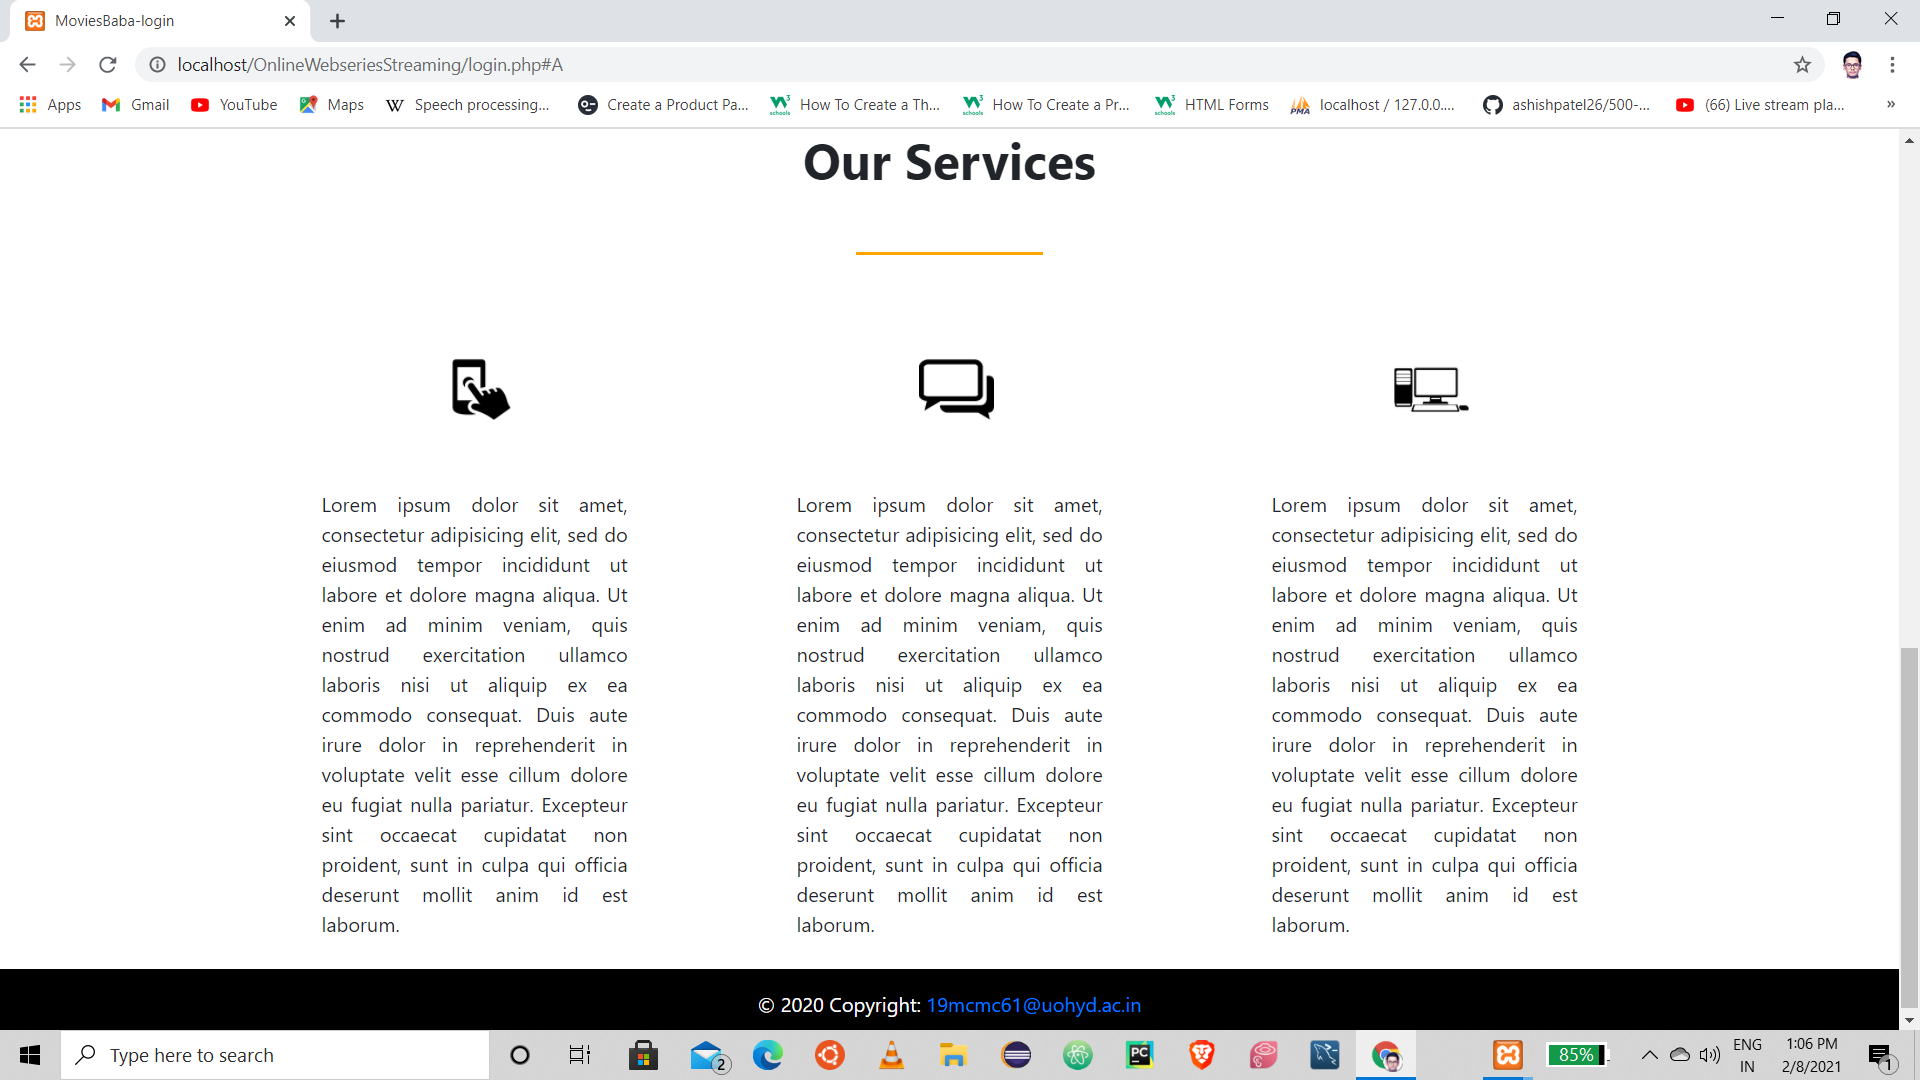 MoviesBaba-login
localhost/OnlineWebseriesStreaming/login.php#A
Apps Gmail YouTube Maps Speech processing... Create a Product Pa... How To Create a Th... How To Create a Pr... HTML Forms localhost / 127.0.0.... ashishpatel26/500-... (66) Live stream pla... »
Our Services
Lorem ipsum dolor sit amet,
consectetur adipisicing elit, sed do
eiusmod tempor incididunt ut
labore et dolore magna aliqua. Ut
enim ad minim veniam, quis
nostrud exercitation ullamco
laboris nisi ut aliquip ex ea
commodo consequat. Duis aute
irure dolor in reprehenderit in
voluptate velit esse cillum dolore
eu fugiat nulla pariatur. Excepteur
sint occaecat cupidatat non
proident, sunt in culpa qui officia
deserunt mollit anim id est
laborum.
Lorem ipsum dolor sit amet,
consectetur adipisicing elit, sed do
eiusmod tempor incididunt ut
labore et dolore magna aliqua. Ut
enim ad minim veniam, quis
nostrud exercitation ullamco
laboris nisi ut aliquip ex ea
commodo consequat. Duis aute
irure dolor in reprehenderit in
voluptate velit esse cillum dolore
eu fugiat nulla pariatur. Excepteur
sint occaecat cupidatat non
proident, sunt in culpa qui officia
deserunt mollit anim id est
laborum.
Lorem ipsum dolor sit amet,
consectetur adipisicing elit, sed do
eiusmod tempor incididunt ut
labore et dolore magna aliqua. Ut
enim ad minim veniam, quis
nostrud exercitation ullamco
laboris nisi ut aliquip ex ea
commodo consequat. Duis aute
irure dolor in reprehenderit in
voluptate velit esse cillum dolore
eu fugiat nulla pariatur. Excepteur
sint occaecat cupidatat non
proident, sunt in culpa qui officia
deserunt mollit anim id est
laborum.
© 2020 Copyright: 19mcmc61@uohyd.ac.in
Type here to search
2
PC
85%
ENG
IN
1:06 PM
2/8/2021
1